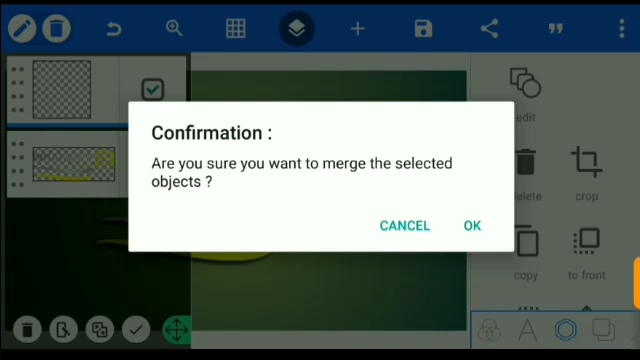 Confirmation :
Are you sure you want to merge the selected
objects ?
CANCEL OK
edit
delete
crop
copy
to front